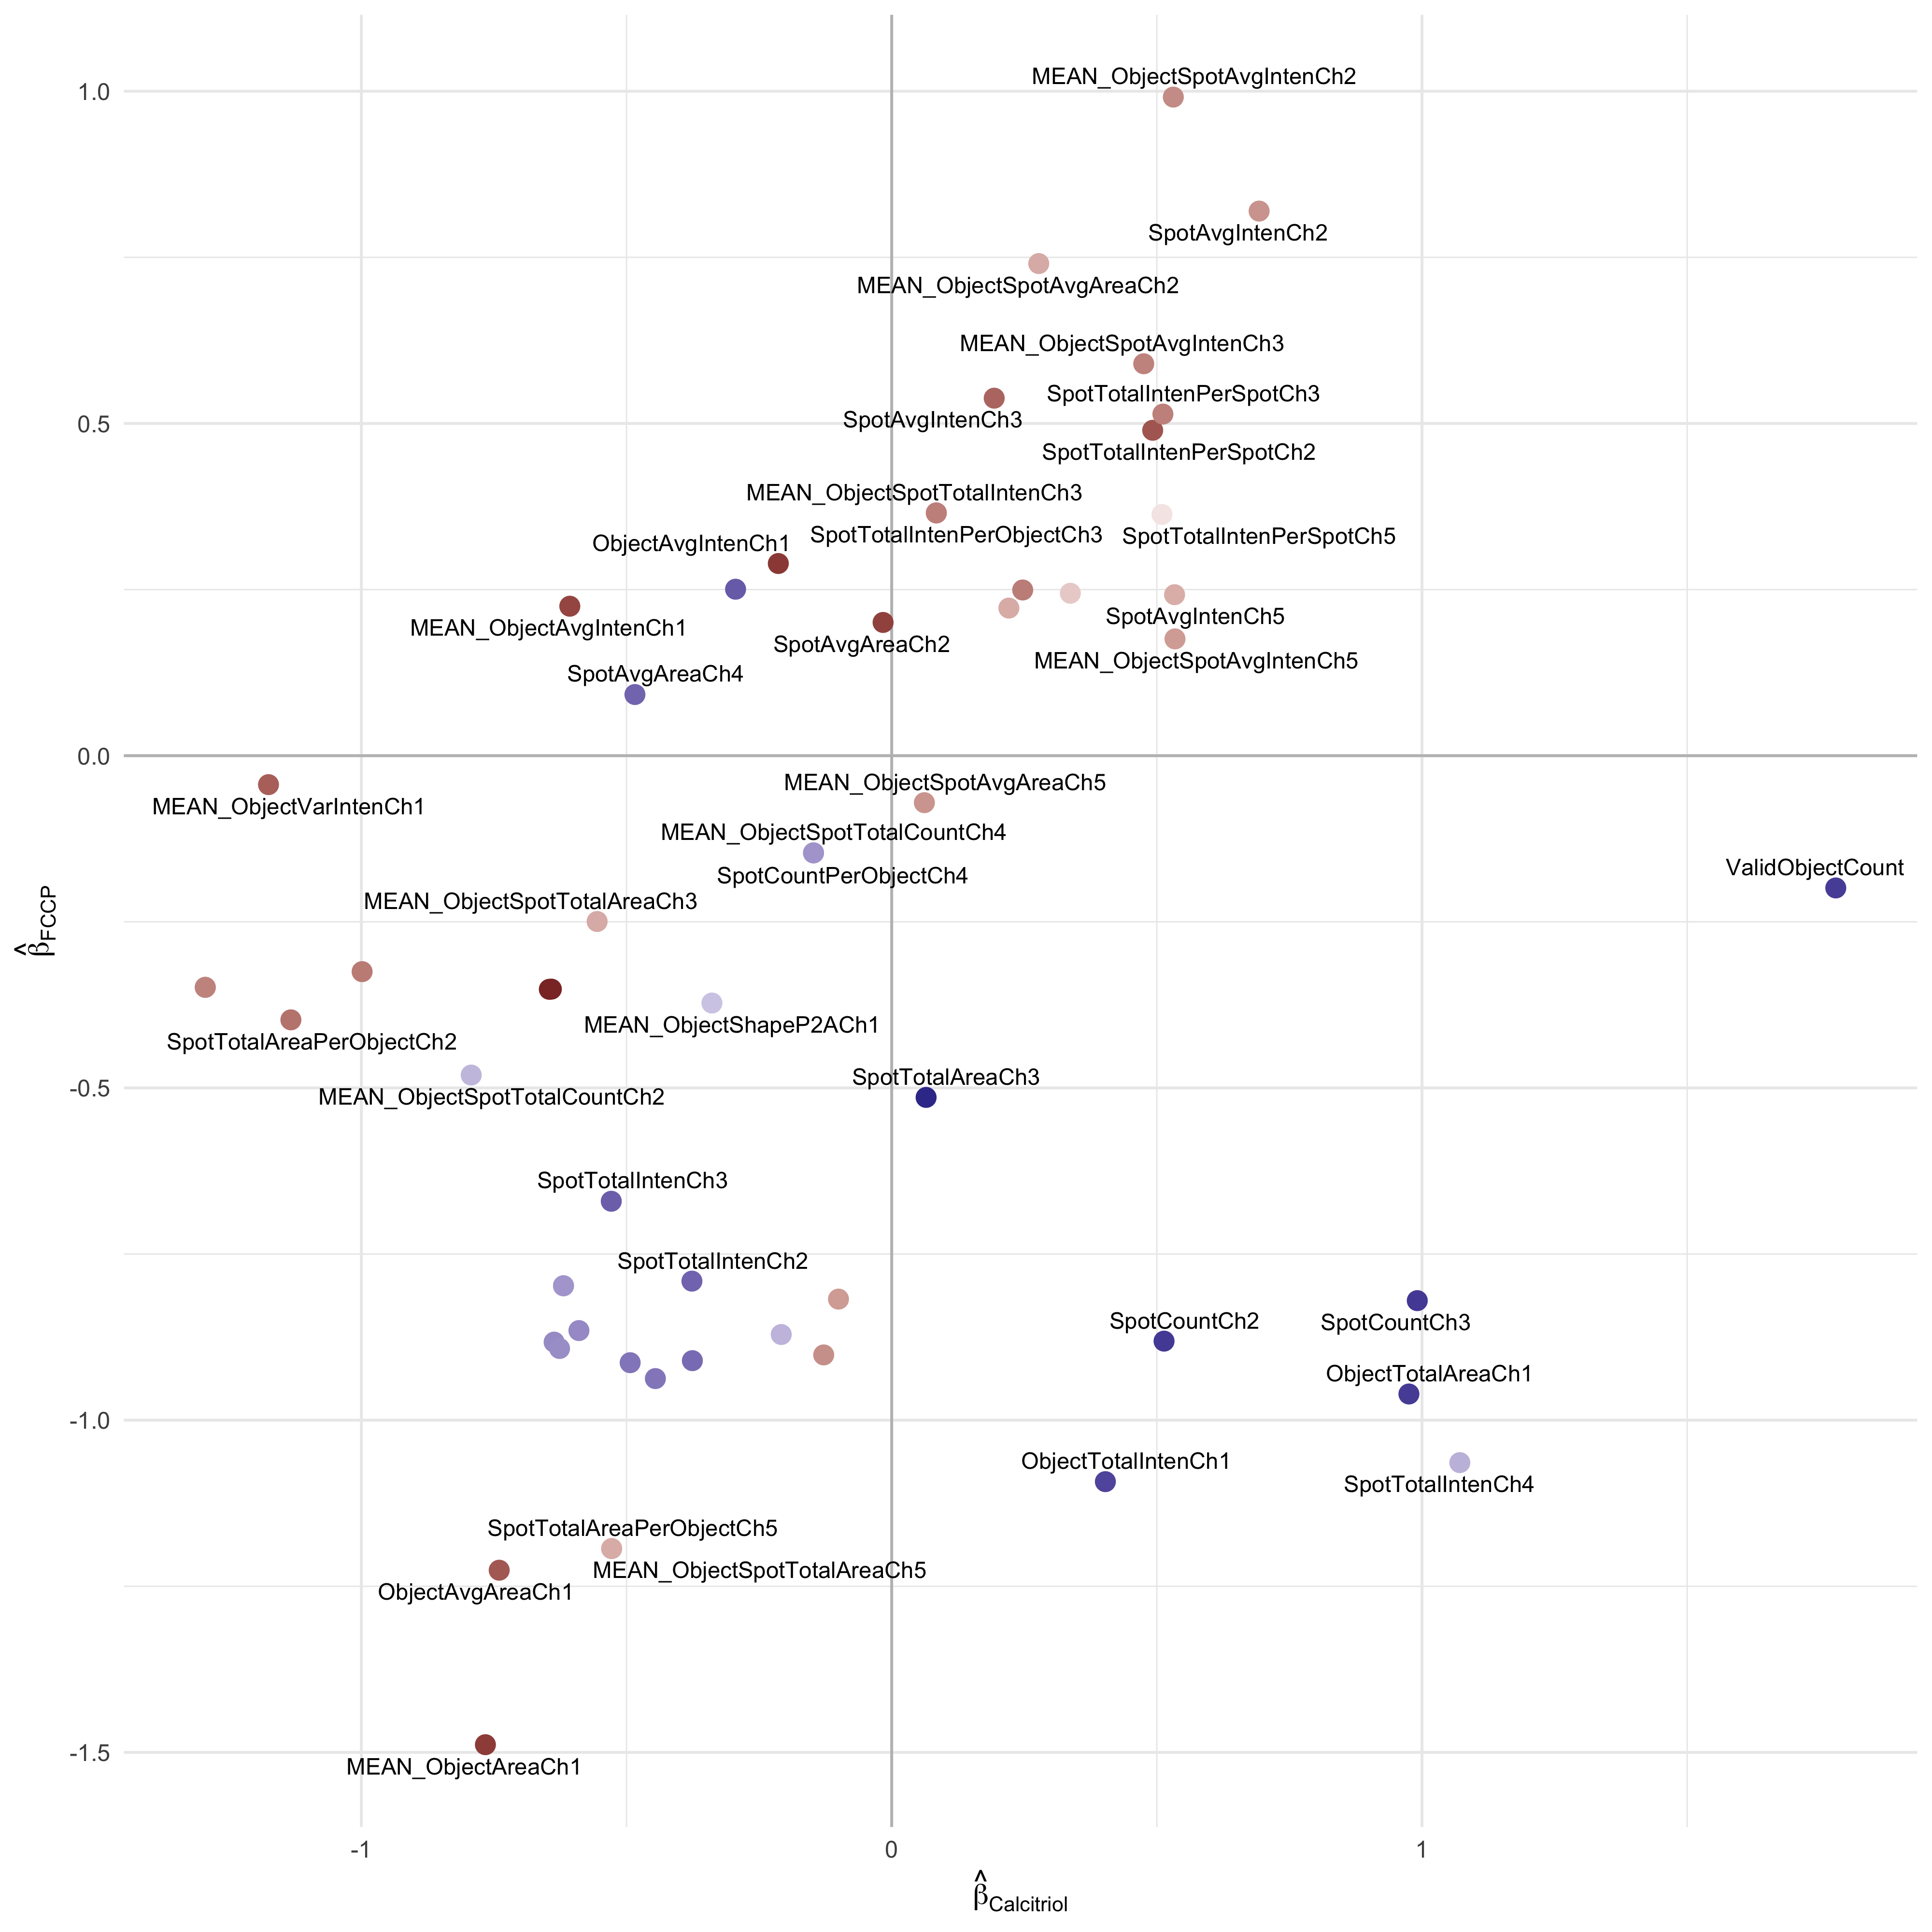 MEAN_ObjectSpotAvgIntenCh2
1.0
SpotAvgIntenCh2
MEAN_ObjectSpotAvgAreaCh2
MEAN_ObjectSpotAvgIntenCh3
SpotTotalIntenPerSpotCh3
SpotAvgIntenCh3
0.5
SpotTotalIntenPerSpotCh2
MEAN_ObjectSpotTotalIntenCh3
SpotTotalIntenPerObjectCh3
SpotTotalIntenPerSpotCh5
ObjectAvgIntenCh1
SpotAvgIntenCh5
MEAN_ObjectAvgIntenCh1
SpotAvgAreaCh2
MEAN_ObjectSpotAvgIntenCh5
SpotAvgAreaCh4
0.0
MEAN_ObjectSpotAvgAreaCh5
MEAN_ObjectVarIntenCh1
MEAN_ObjectSpotTotalCountCh4
ValidObjectCount
SpotCountPerObjectCh4
MEAN_ObjectSpotTotalAreaCh3
β̂FCCP
MEAN_ObjectShapeP2ACh1
SpotTotalAreaPerObjectCh2
SpotTotalAreaCh3
-0.5
MEAN_ObjectSpotTotalCountCh2
SpotTotalIntenCh3
SpotTotalIntenCh2
SpotCountCh2
SpotCountCh3
ObjectTotalAreaCh1
-1.0
ObjectTotalIntenCh1
SpotTotalIntenCh4
SpotTotalAreaPerObjectCh5
MEAN_ObjectSpotTotalAreaCh5
ObjectAvgAreaCh1
-1.5
MEAN_ObjectAreaCh1
-1
0
1
β̂Calcitriol